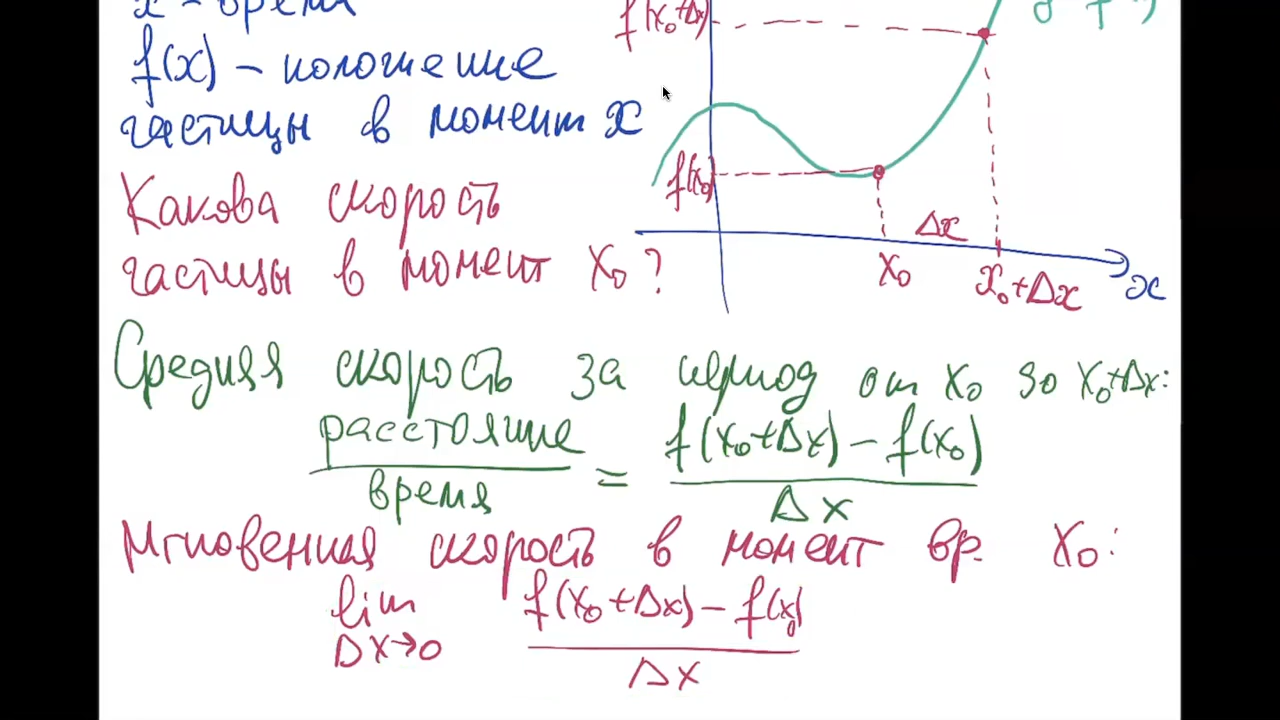 x - время
f(x) – положение
частицы в момент x
Какова скорость
частицы в момент x₀?
f(x₀+Δx)
f(x₀)
Δx
x₀
x₀+Δx
x
Средняя скорость за период от x₀ до x₀+Δx:
расстояние / время = f(x₀+Δx) – f(x₀) / Δx
Мгновенная скорость в момент вр. x₀:
lim f(x₀+Δx) – f(x₀)
Δx→0 Δx